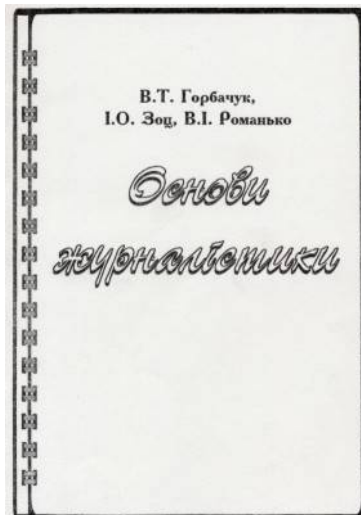 В.Т. Горбачук,
І.О. Зоц, В.І. Романько
Основи
журналістики